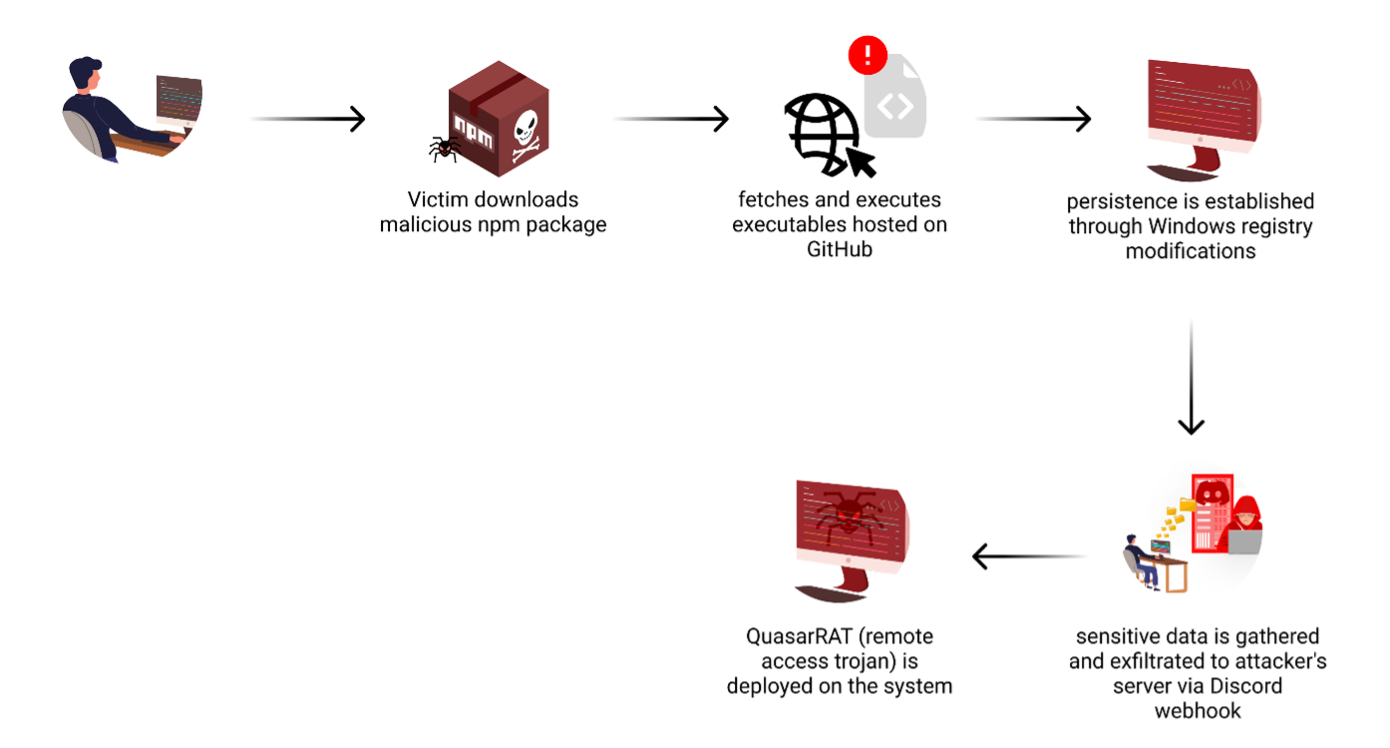 npm
Victim downloads
malicious npm package
!
<>
fetches and executes
executables hosted on
GitHub
...</>
persistence is established
through Windows registry
modifications
</>
QuasarRAT (remote
access trojan) is
deployed on the system
sensitive data is gathered
and exfiltrated to attacker's
server via Discord
webhook